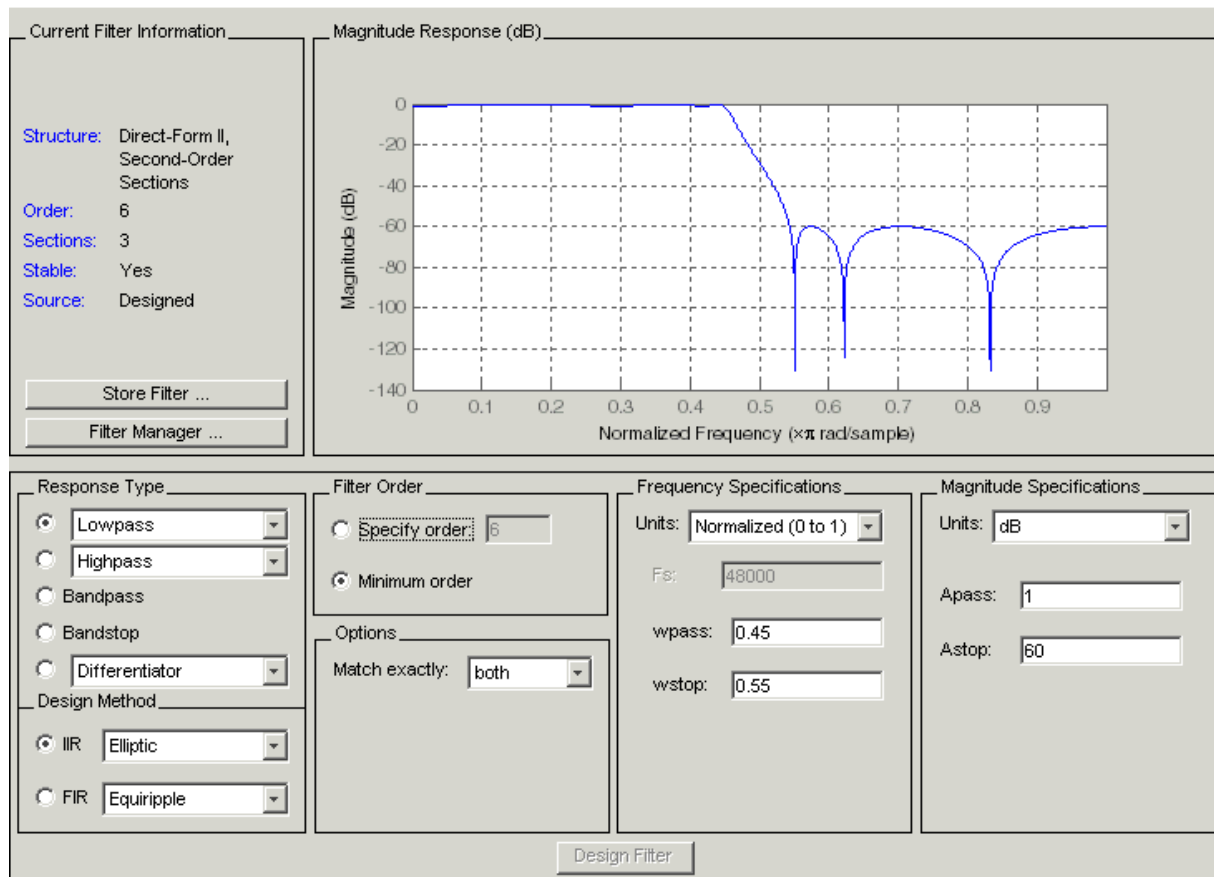 Current Filter Information
Structure: Direct-Form II,
Second-Order
Sections
Order: 6
Sections: 3
Stable: Yes
Source: Designed
Store Filter ...
Filter Manager ...
Magnitude Response (dB)
Magnitude (dB)
0
-20
-40
-60
-80
-100
-120
-140
0 0.1 0.2 0.3 0.4 0.5 0.6 0.7 0.8 0.9
Normalized Frequency (×π rad/sample)
Response Type
Lowpass
Highpass
Bandpass
Bandstop
Differentiator
Design Method
IIR Elliptic
FIR Equiripple
Filter Order
Specify order: 6
Minimum order
Options
Match exactly: both
Frequency Specifications
Units: Normalized (0 to 1)
Fs: 48000
wpass: 0.45
wstop: 0.55
Magnitude Specifications
Units: dB
Apass: 1
Astop: 60
Design Filter